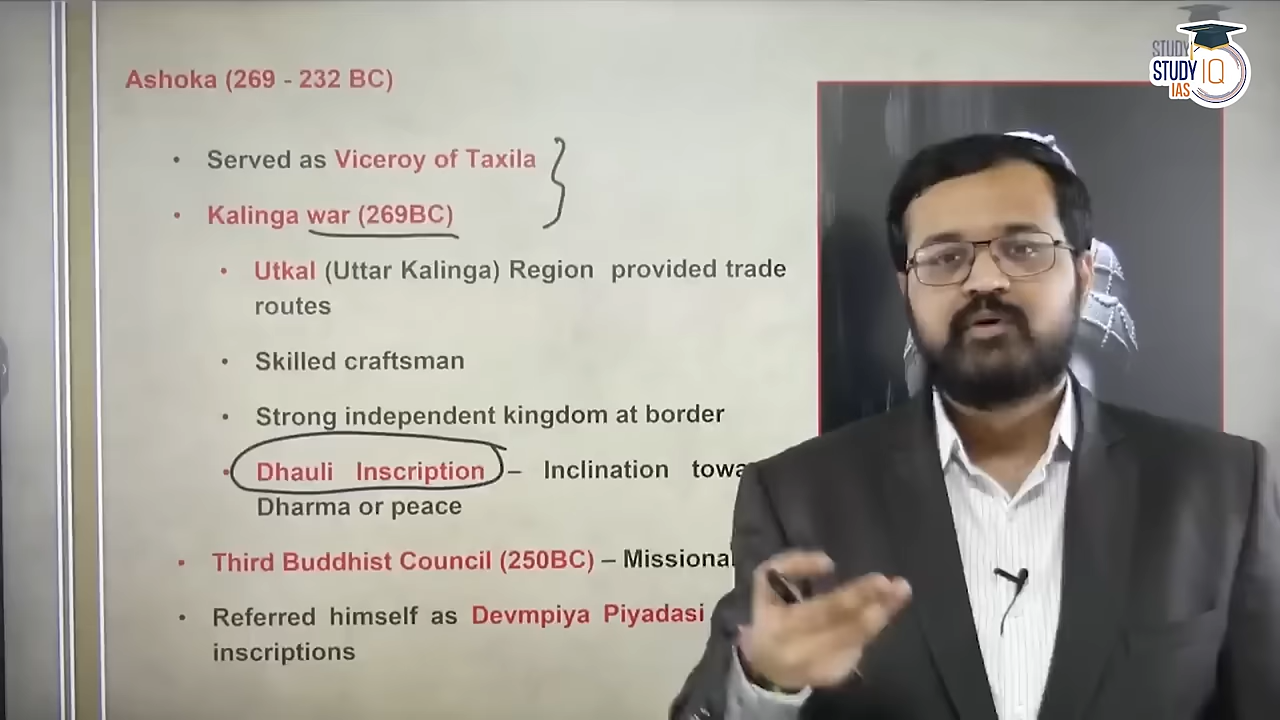 Ashoka (269 - 232 BC)
• Served as Viceroy of Taxila
• Kalinga war (269BC)
• Utkal (Uttar Kalinga) Region provided trade
routes
• Skilled craftsman
• Strong independent kingdom at border
• Dhauli Inscription – Inclination
Dharma or peace
• Third Buddhist Council (250BC) –
• Referred himself as Devmpiya Piyadasi
inscriptions
STUDY
STUDY IQ
IAS